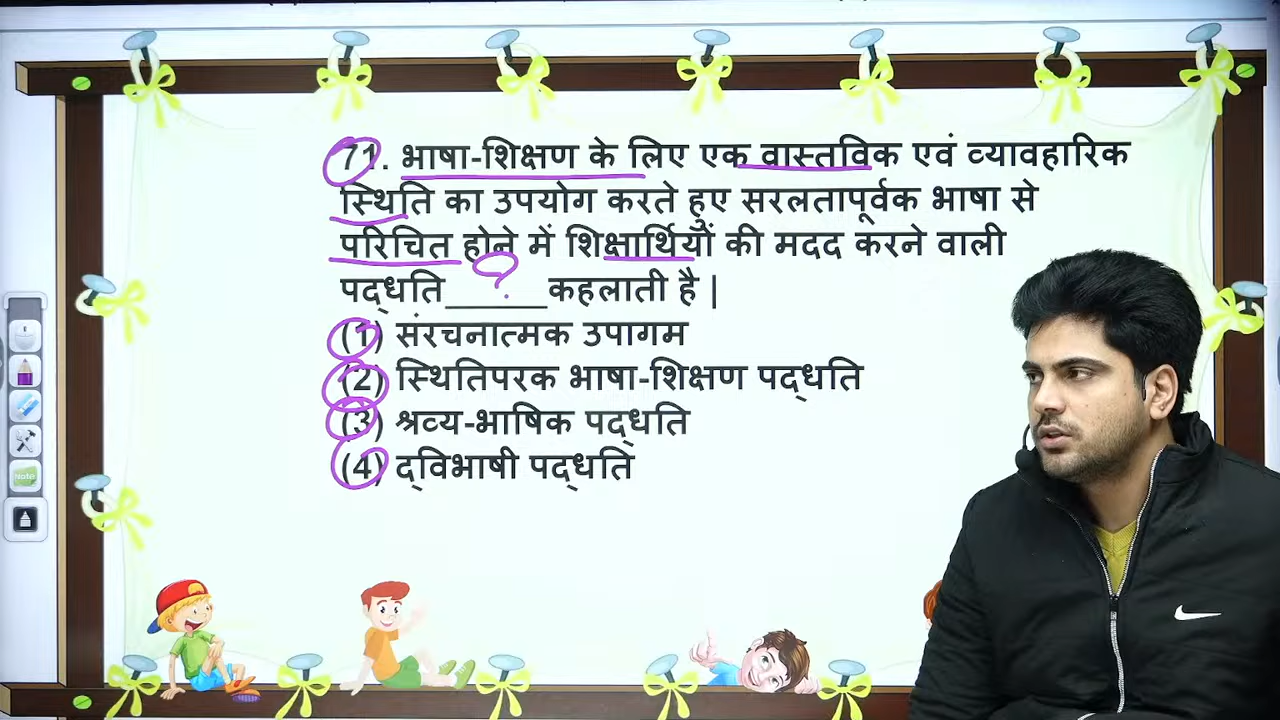 71. भाषा-शिक्षण के लिए एक वास्तविक एवं व्यावहारिक
स्थिति का उपयोग करते हुए सरलतापूर्वक भाषा से
परिचित होने में शिक्षार्थियों की मदद करने वाली
पद्धति______कहलाती है |
?
(1) संरचनात्मक उपागम
(2) स्थितिपरक भाषा-शिक्षण पद्धति
(3) श्रव्य-भाषिक पद्धति
(4) द्विभाषी पद्धति